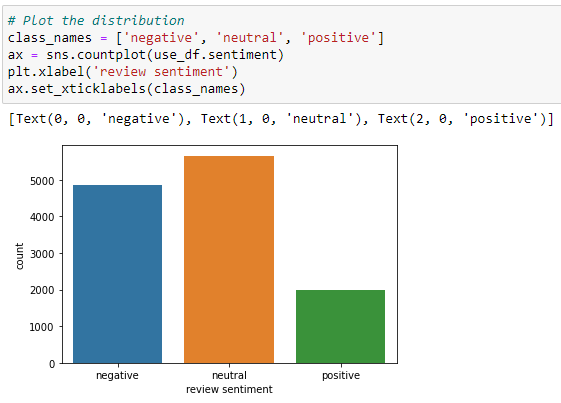 # Plot the distribution
class_names = ['negative', 'neutral', 'positive']
ax = sns.countplot(use_df.sentiment)
plt.xlabel('review sentiment')
ax.set_xticklabels(class_names)
[Text(0, 0, 'negative'), Text(1, 0, 'neutral'), Text(2, 0, 'positive')]
5000
4000
3000
2000
1000
0
count
negative neutral positive
review sentiment